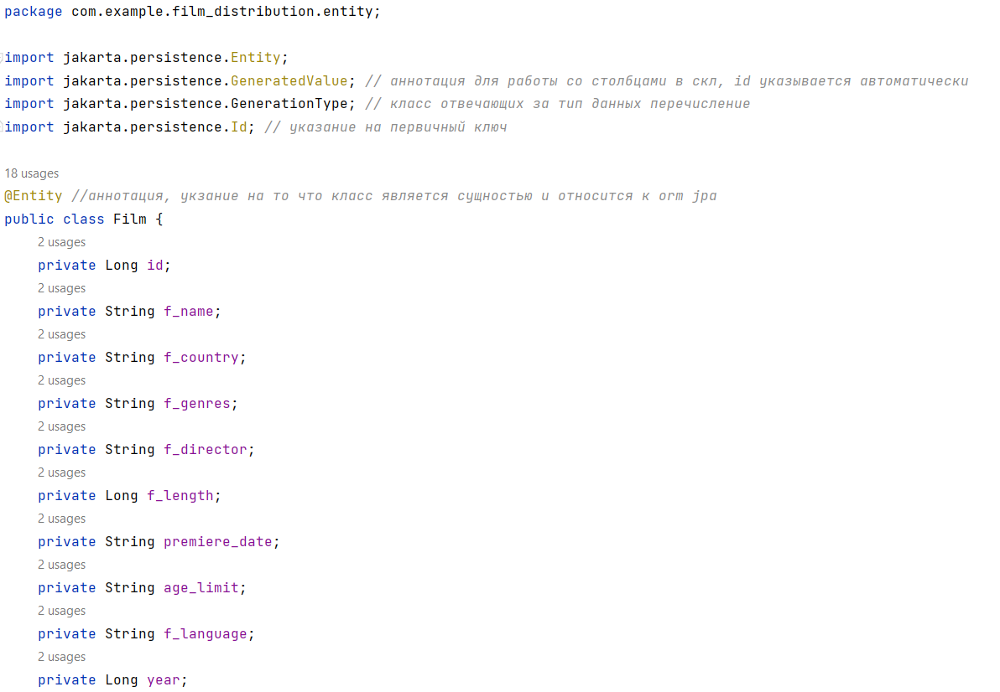 package com.example.film_distribution.entity;
import jakarta.persistence.Entity;
import jakarta.persistence.GeneratedValue; // аннотация для работы со столбцами в скл, id указывается автоматически
import jakarta.persistence.GenerationType; // класс отвечающих за тип данных перечисление
import jakarta.persistence.Id; // указание на первичный ключ
18 usages
@Entity //аннотация, укзание на то что класс является сущностью и относится к orm jpa
public class Film {
2 usages
private Long id;
2 usages
private String f_name;
2 usages
private String f_country;
2 usages
private String f_genres;
2 usages
private String f_director;
2 usages
private Long f_length;
2 usages
private String premiere_date;
2 usages
private String age_limit;
2 usages
private String f_language;
2 usages
private Long year;